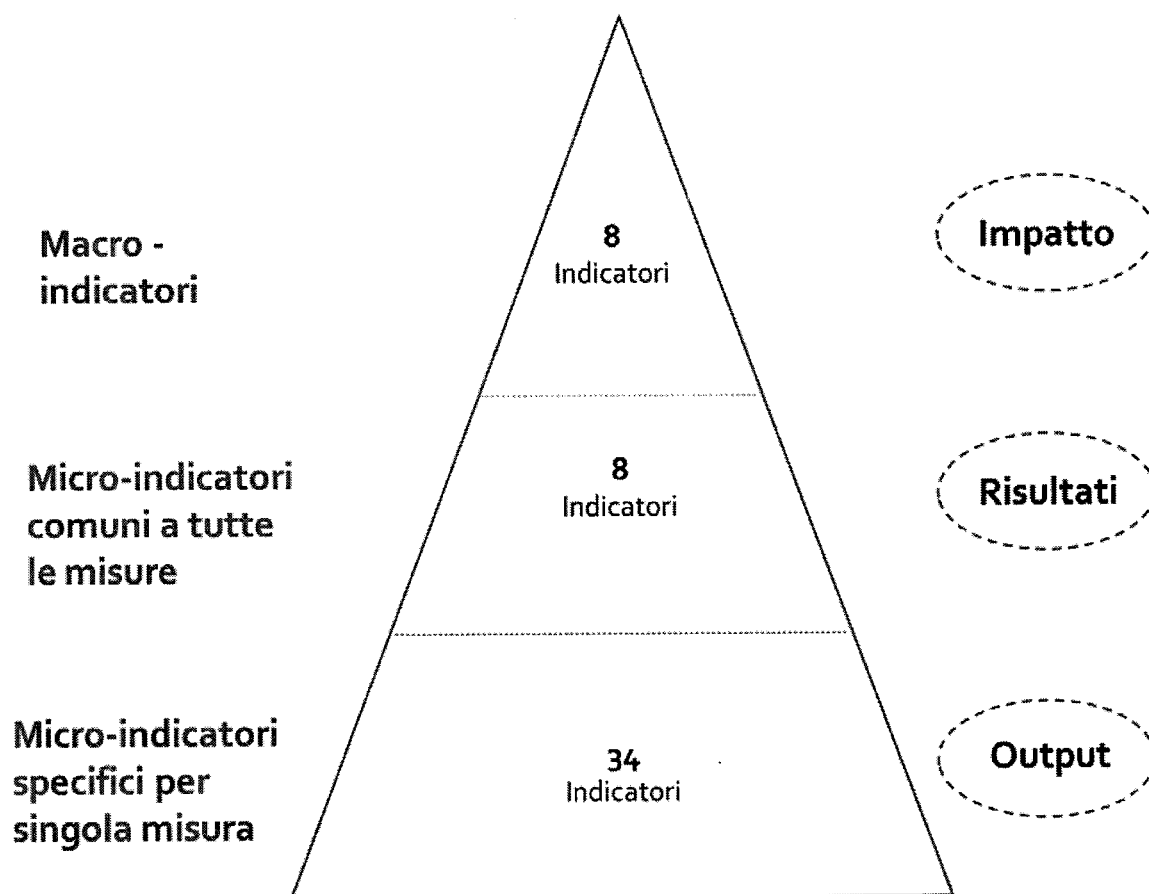 Macro -
indicatori
8
Indicatori
Impatto
Micro-indicatori
comuni a tutte
le misure
8
Indicatori
Risultati
Micro-indicatori
specifici per
singola misura
34
Indicatori
Output